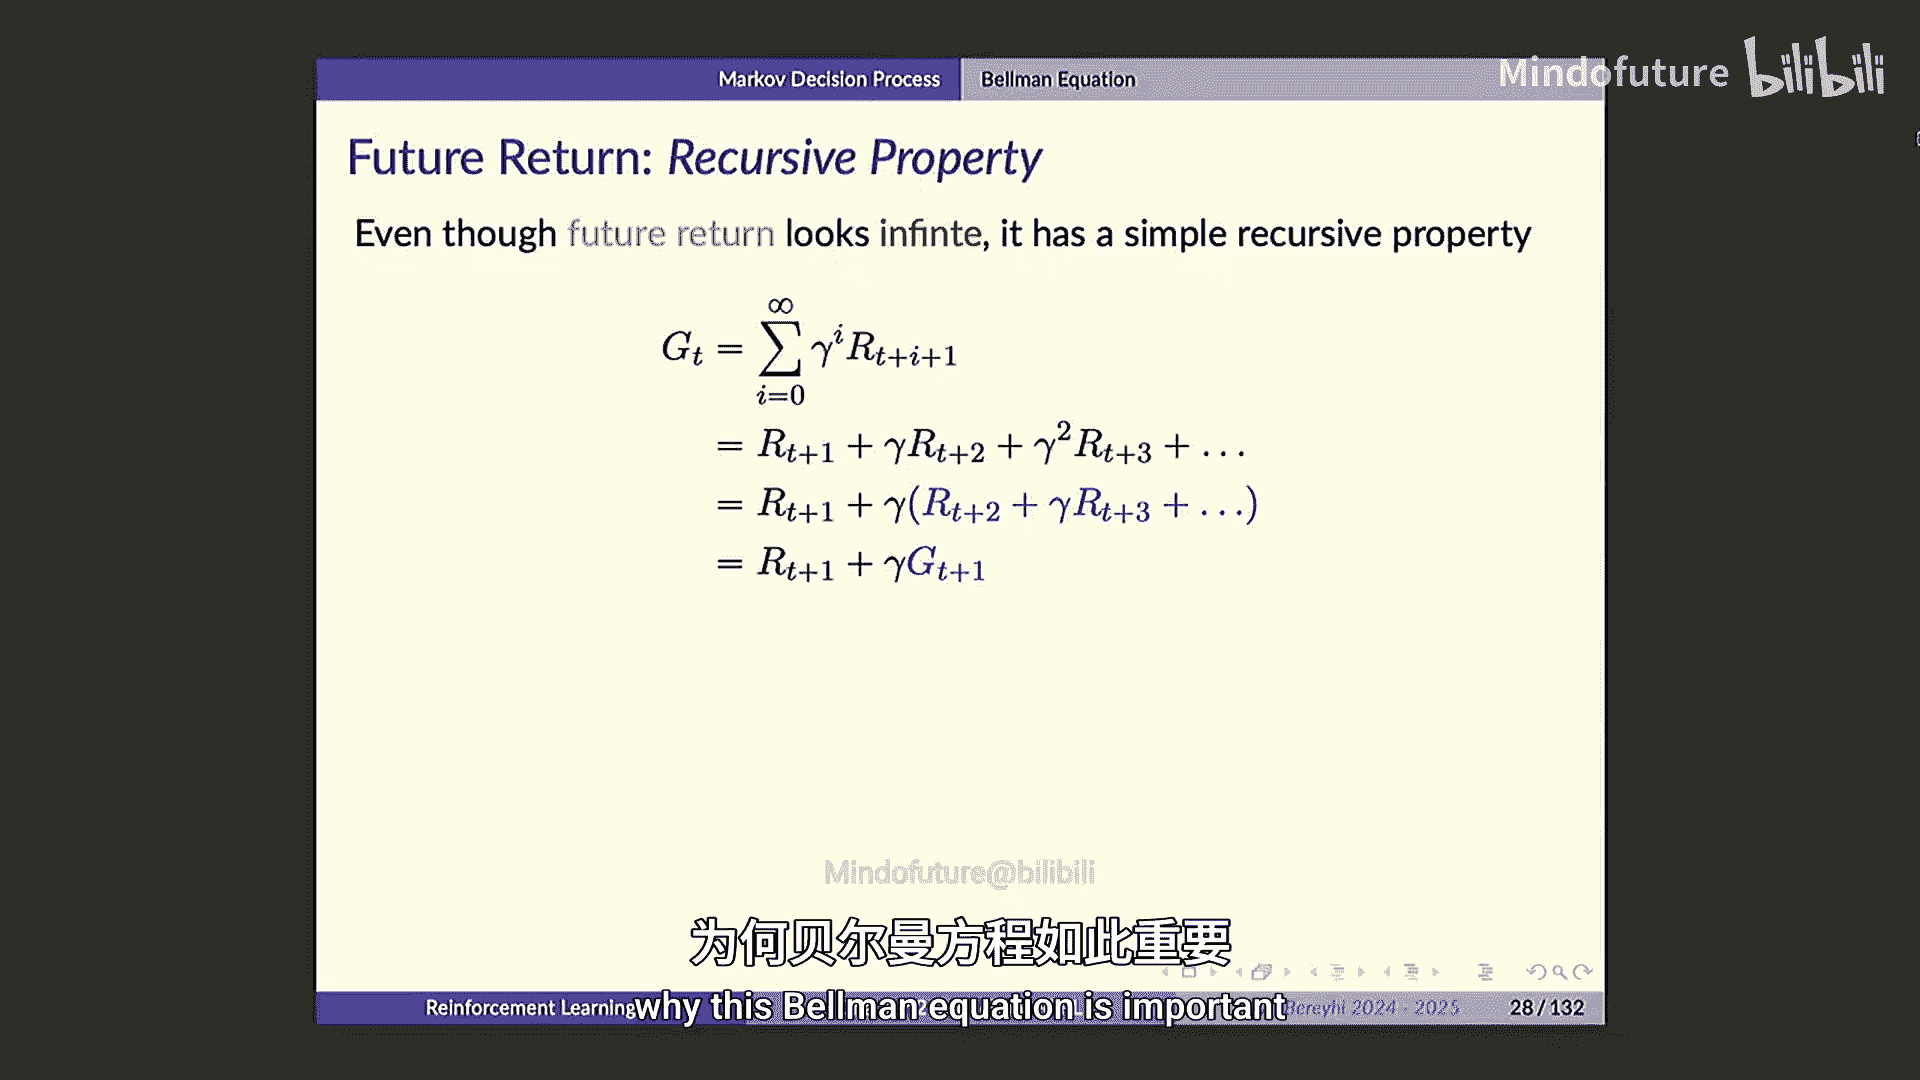 Mindofuture bilibili
Markov Decision Process Bellman Equation
Future Return: Recursive Property
Even though future return looks infinte, it has a simple recursive property
G_t = \sum_{i=0}^{\infty} \gamma^i R_{t+i+1}
= R_{t+1} + \gamma R_{t+2} + \gamma^2 R_{t+3} + \dots
= R_{t+1} + \gamma (R_{t+2} + \gamma R_{t+3} + \dots)
= R_{t+1} + \gamma G_{t+1}
Mindofuture@bilibili
为何贝尔曼方程如此重要
why this Bellman equation is important
Reinforcement Learning Bereyhi 2024 - 2025 28 / 132